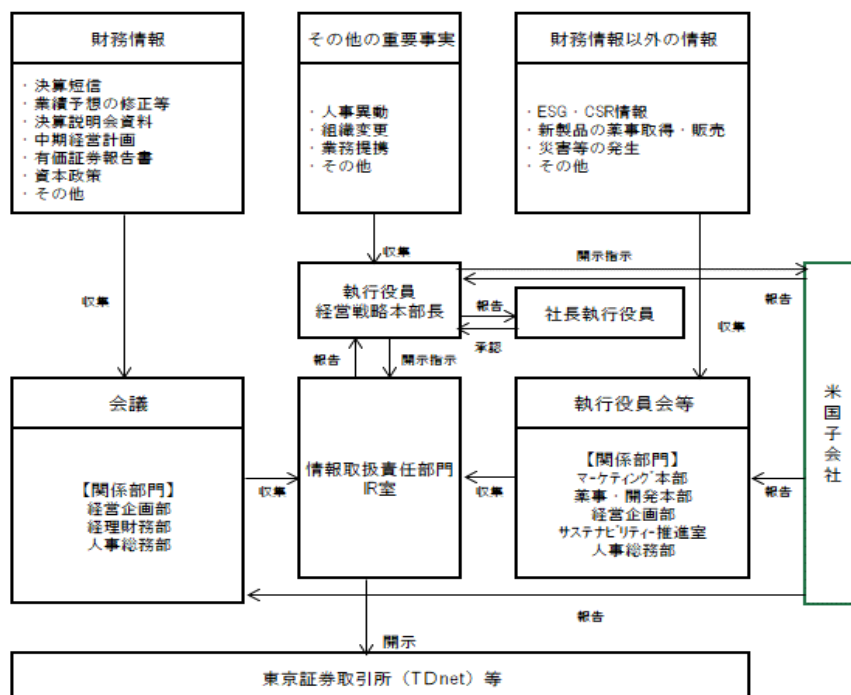 財務情報
・決算短信
・業績予想の修正等
・決算説明会資料
・中期経営計画
・有価証券報告書
・資本政策
・その他
その他の重要事実
・人事異動
・組織変更
・業務提携
・その他
財務情報以外の情報
・ESG・CSR情報
・新製品の薬事取得・販売
・災害等の発生
・その他
収集
収集
収集
開示指示
報告
執行役員
経営戦略本部長
報告
承認
社長執行役員
報告
開示指示
会議
【関係部門】
経営企画部
経理財務部
人事総務部
収集
情報取扱責任部門
IR室
収集
執行役員会等
【関係部門】
マーケティング本部
薬事・開発本部
経営企画部
サステナビリティー推進室
人事総務部
報告
米国子会社
報告
開示
東京証券取引所（TDnet）等